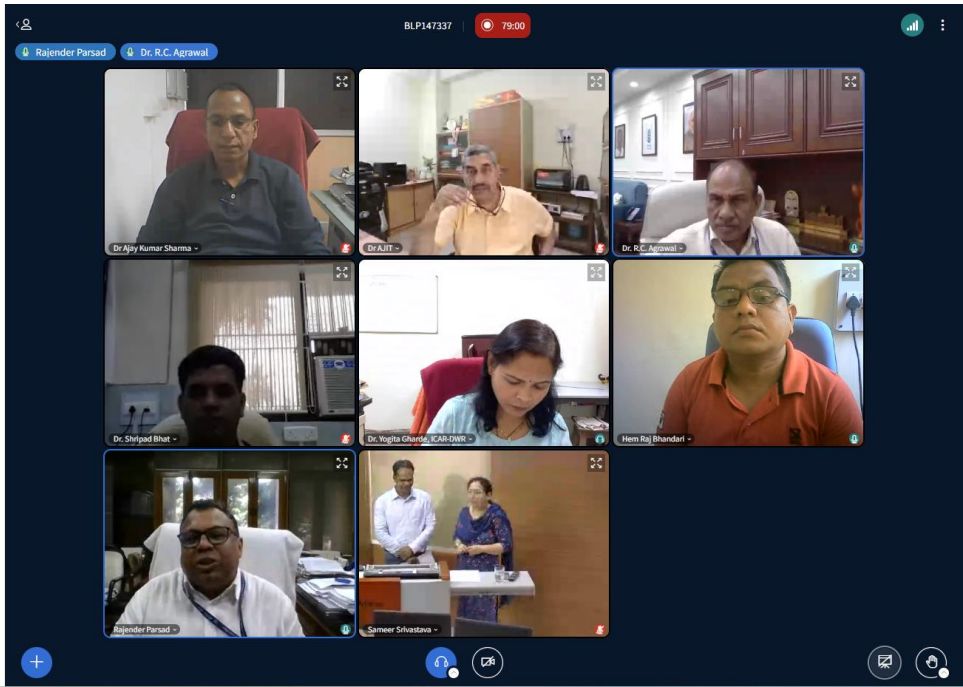 BLP147337
79:00
Rajender Parsad
Dr. R.C. Agrawal
Dr Ajay Kumar Sharma
Dr AJIT
Dr. R.C. Agrawal
Dr. Shripad Bhat
Dr. Yogita Gharde, ICAR-DWR
Hem Raj Bhandari
Rajender Parsad
Sameer Srivastava